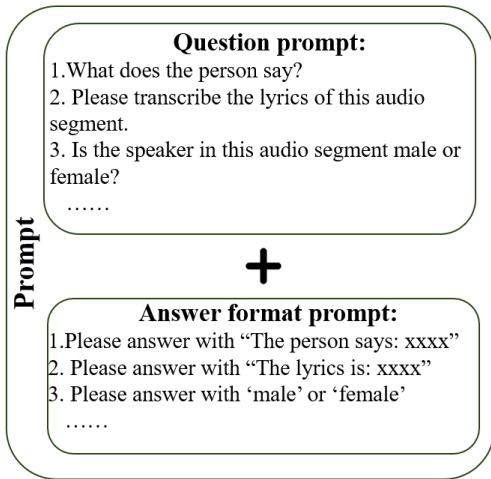 Prompt
Question prompt:
1.What does the person say?
2. Please transcribe the lyrics of this audio
segment.
3. Is the speaker in this audio segment male or
female?
……
+
Answer format prompt:
1.Please answer with “The person says: xxxx”
2. Please answer with “The lyrics is: xxxx”
3. Please answer with ‘male’ or ‘female’
……